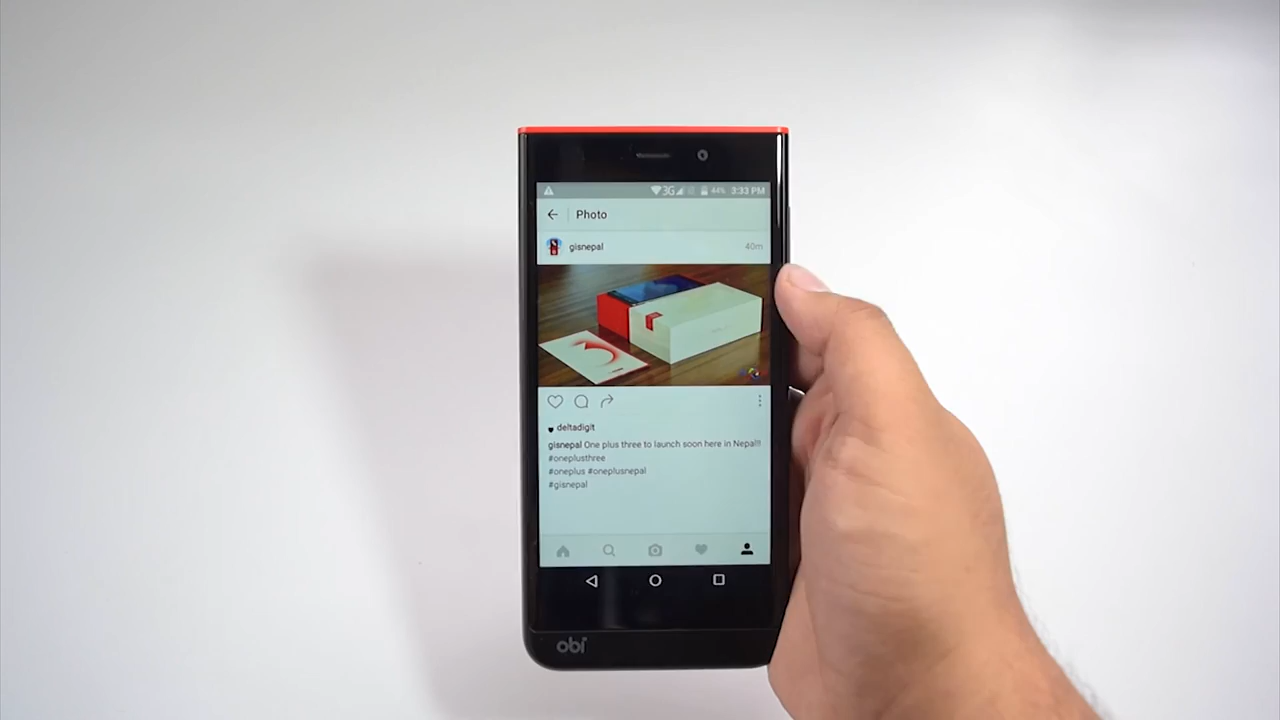 3G 44% 3:33 PM
Photo
gisnepal 40m
3
deltadigit
gisnepal One plus three to launch soon here in Nepal!!
#oneplusthree
#oneplus #oneplusnepal
#gisnepal
obi